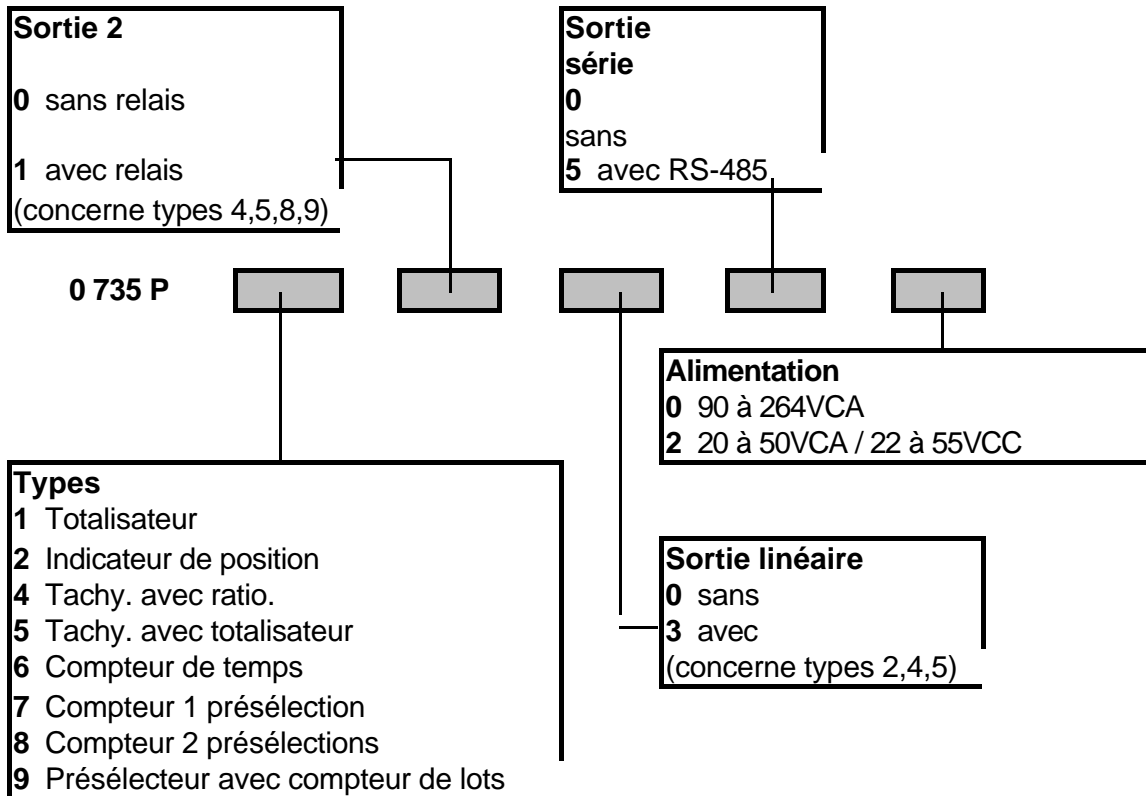 Sortie 2
0 sans relais
1 avec relais
(concerne types 4,5,8,9)
Sortie
série
0
sans
5 avec RS-485
0 735 P
Alimentation
0 90 à 264VCA
2 20 à 50VCA / 22 à 55VCC
Types
1 Totalisateur
2 Indicateur de position
4 Tachy. avec ratio.
5 Tachy. avec totalisateur
6 Compteur de temps
7 Compteur 1 présélection
8 Compteur 2 présélections
9 Présélecteur avec compteur de lots
Sortie linéaire
0 sans
3 avec
(concerne types 2,4,5)